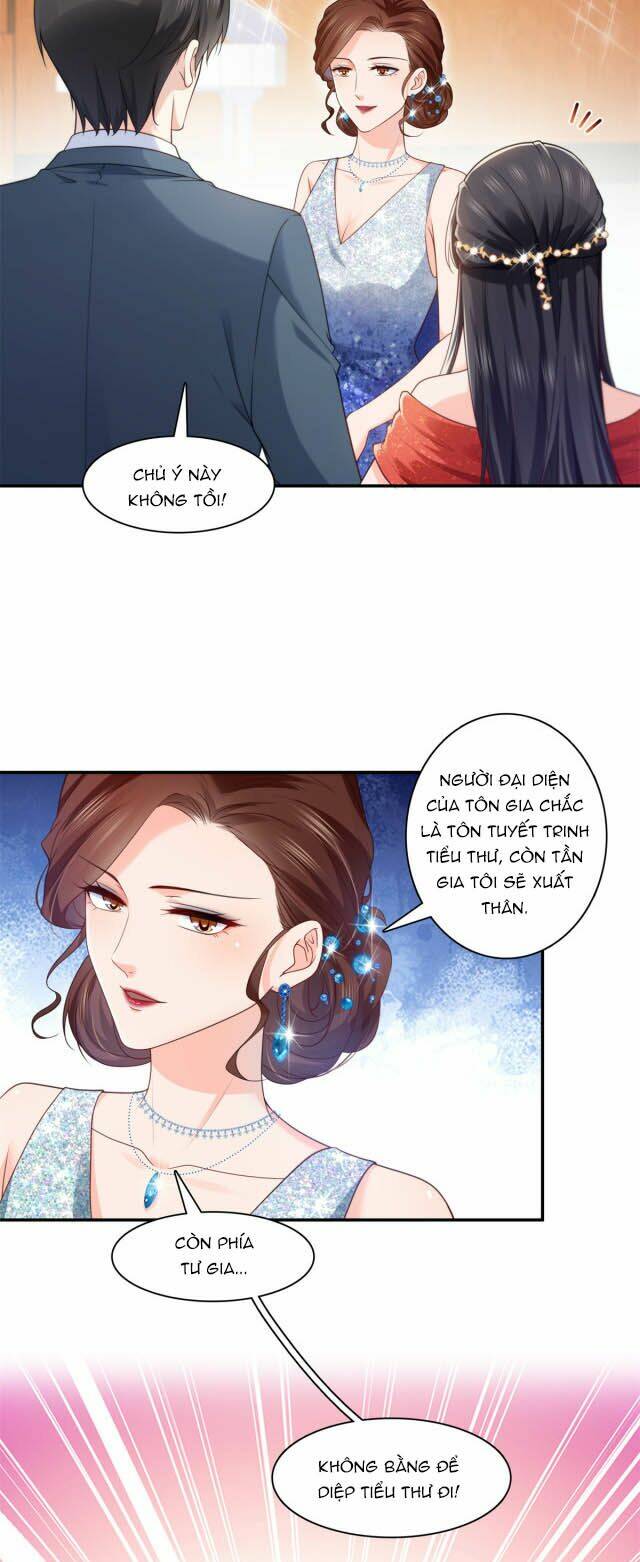 CHỦ Ý NÀY
KHÔNG TỒI!
NGƯỜI ĐẠI DIỆN
CỦA TÔN GIA CHẮC
LÀ TÔN TUYẾT TRINH
TIỂU THƯ, CÒN TẦN
GIA TÔI SẼ XUẤT
THÂN.
CÒN PHÍA
TƯ GIA...
KHÔNG BẰNG ĐỂ
DIỆP TIỂU THƯ ĐI!